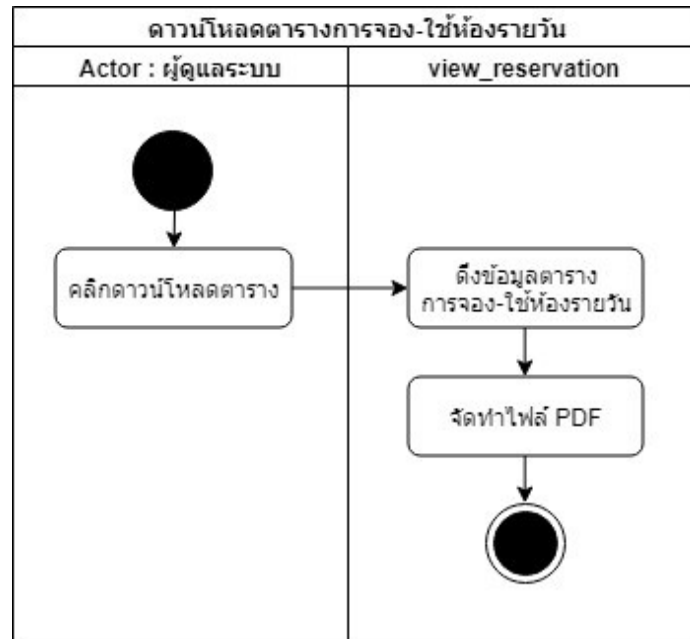 ดาวน์โหลดตารางการจอง-ใช้ห้องรายวัน
Actor : ผู้ดูแลระบบ
view_reservation
คลิกดาวน์โหลดตาราง
ดึงข้อมูลตาราง
การจอง-ใช้ห้องรายวัน
จัดทำไฟล์ PDF